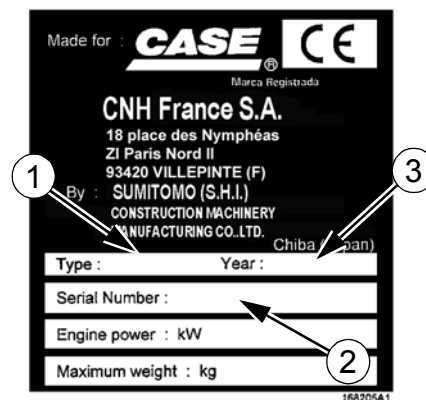 Made for : CASE ® CE
Marca Registrada
CNH France S.A.
18 place des Nymphéas
ZI Paris Nord II
93420 VILLEPINTE (F)
1
3
By : SUMITOMO (S.H.I.)
CONSTRUCTION MACHINERY
MANUFACTURING CO..LTD.
Chiba (Japan)
Type : Year :
Serial Number :
Engine power : kW
2
Maximum weight : kg
168205A1